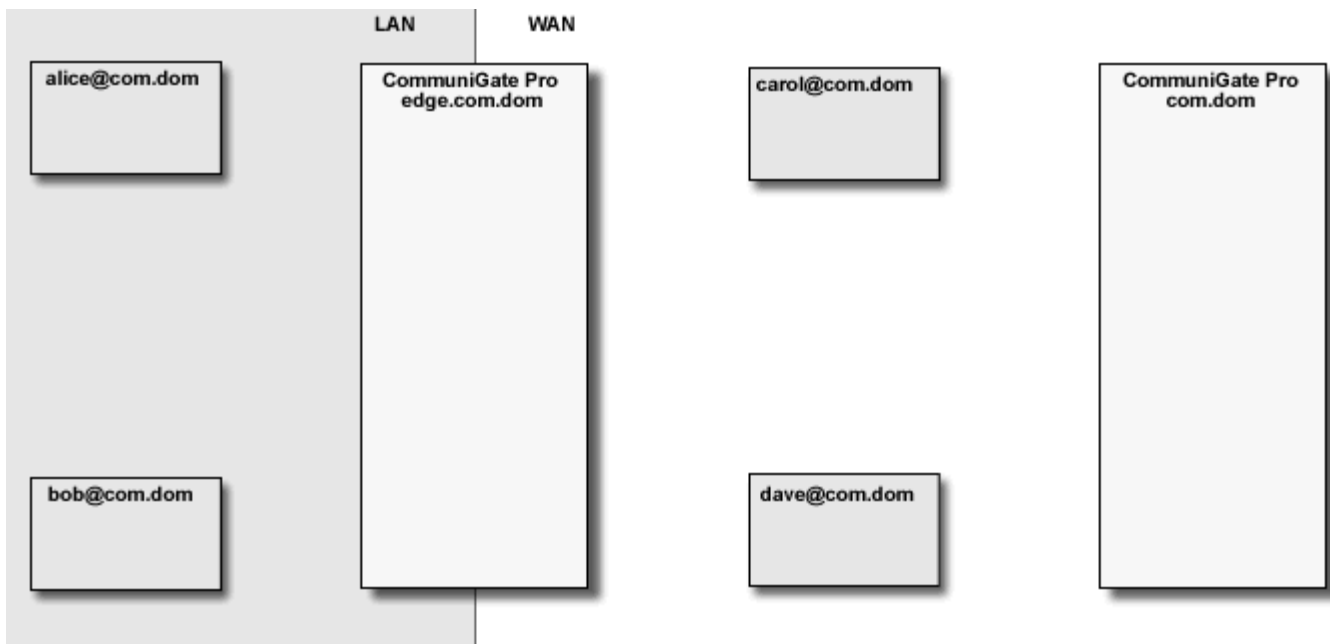 LAN
WAN
alice@com.dom
CommuniGate Pro
edge.com.dom
carol@com.dom
CommuniGate Pro
com.dom
bob@com.dom
dave@com.dom